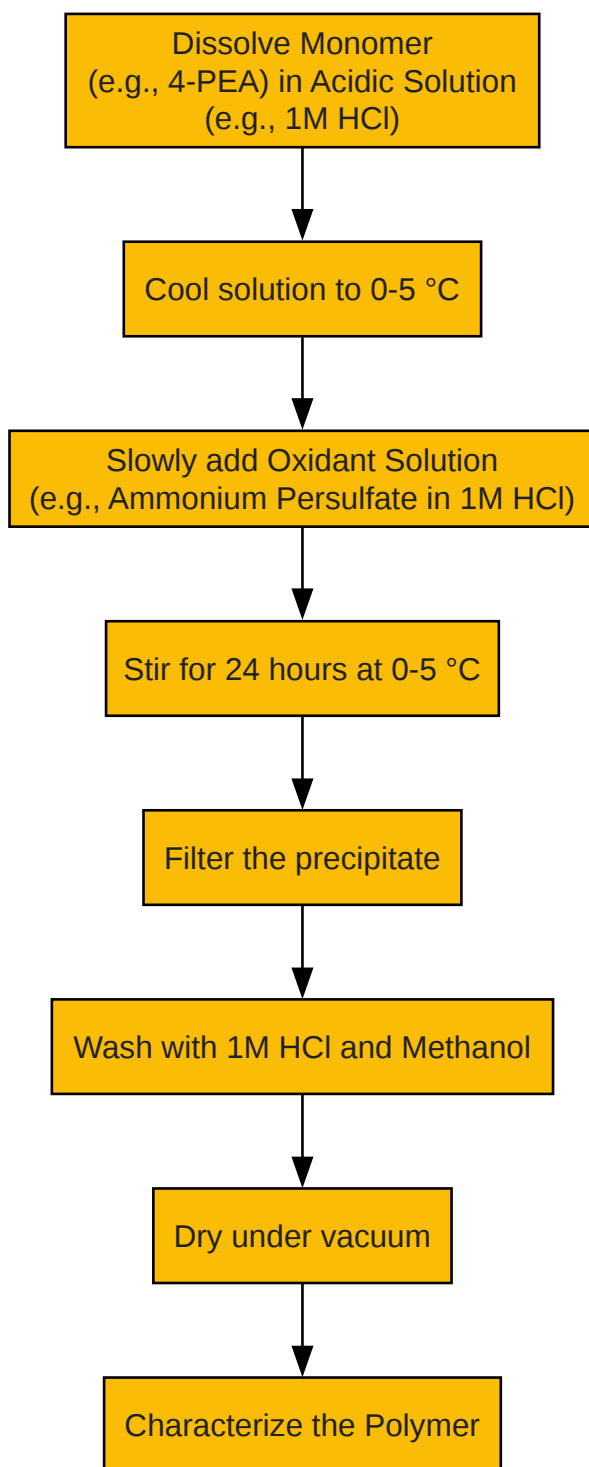 Dissolve Monomer
(e.g., 4-PEA) in Acidic Solution
(e.g., 1M HCl)
Cool solution to 0-5 °C
Slowly add Oxidant Solution
(e.g., Ammonium Persulfate in 1M HCl)
Stir for 24 hours at 0-5 °C
Filter the precipitate
Wash with 1M HCl and Methanol
Dry under vacuum
Characterize the Polymer